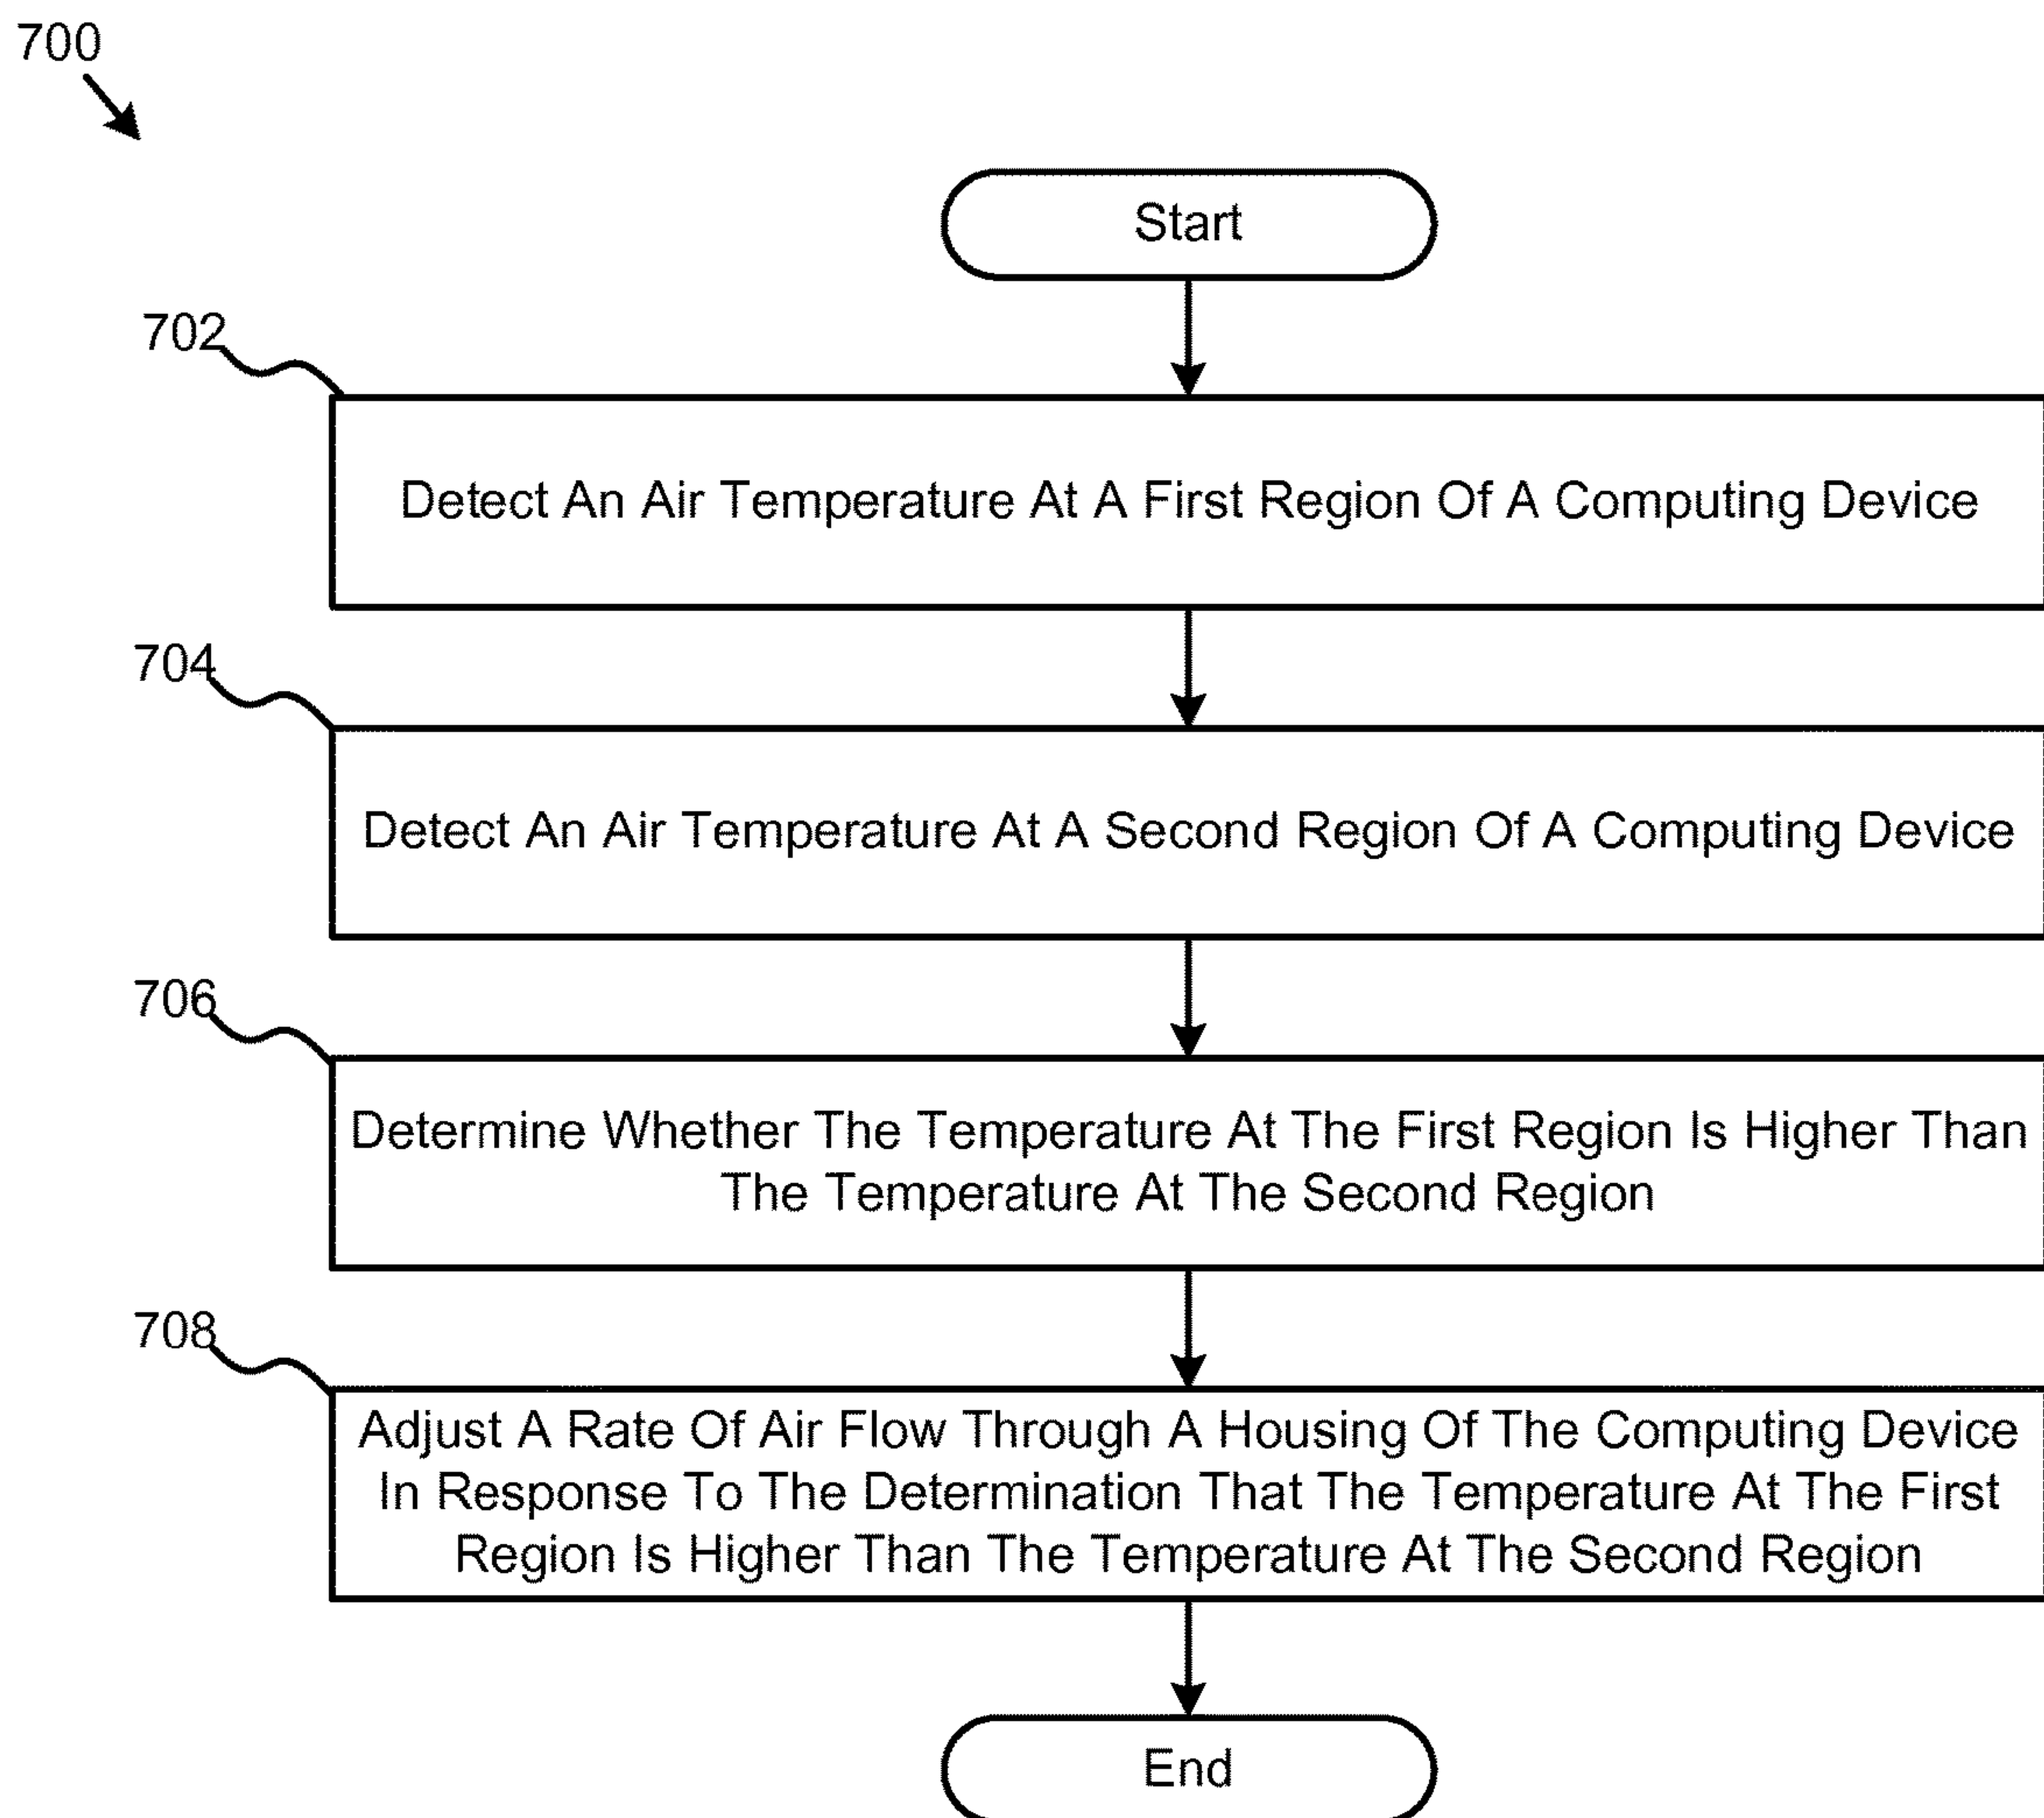 700
Start
702
Detect An Air Temperature At A First Region Of A Computing Device
704
Detect An Air Temperature At A Second Region Of A Computing Device
706
Determine Whether The Temperature At The First Region Is Higher Than
The Temperature At The Second Region
708
Adjust A Rate Of Air Flow Through A Housing Of The Computing Device
In Response To The Determination That The Temperature At The First
Region Is Higher Than The Temperature At The Second Region
End